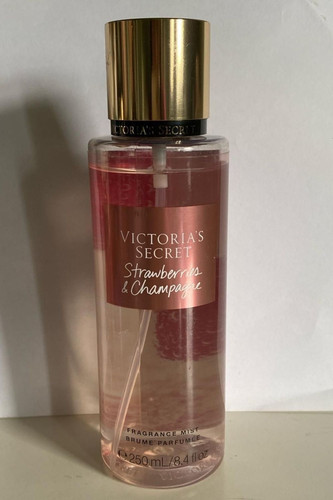 VICTORIA'S SECRET
VICTORIA'S
SECRET
Strawberries
& Champagne
FRAGRANCE MIST
BRUME PARFUMÉE
℮ 250 mL/8.4 fl oz